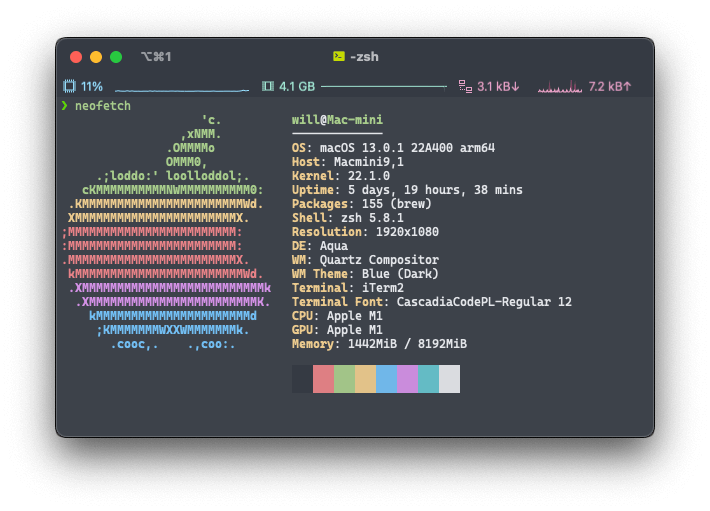 ⌥⌘1
-zsh
11%
4.1 GB
3.1 kB↓
7.2 kB↑
❯ neofetch
                    'c.          will@Mac-mini
                 ,xNMM.          -------------
               .OMMMMo           OS: macOS 13.0.1 22A400 arm64
               OMMM0,            Host: Macmini9,1
     .;loddo:' loolloddol;.      Kernel: 22.1.0
   cKMMMMMMMMMMNWMMMMMMMMMM0:    Uptime: 5 days, 19 hours, 38 mins
 .KMMMMMMMMMMMMMMMMMMMMMMMWd.    Packages: 155 (brew)
 XMMMMMMMMMMMMMMMMMMMMMMMX.      Shell: zsh 5.8.1
;MMMMMMMMMMMMMMMMMMMMMMMM:       Resolution: 1920x1080
:MMMMMMMMMMMMMMMMMMMMMMMM:       DE: Aqua
.MMMMMMMMMMMMMMMMMMMMMMMMX.      WM: Quartz Compositor
 kMMMMMMMMMMMMMMMMMMMMMMMMWd.    WM Theme: Blue (Dark)
 .XMMMMMMMMMMMMMMMMMMMMMMMMMMk   Terminal: iTerm2
  .XMMMMMMMMMMMMMMMMMMMMMMMMK.   Terminal Font: CascadiaCodePL-Regular 12
    kMMMMMMMMMMMMMMMMMMMMMMd     CPU: Apple M1
     ;KMMMMMMMWXXWMMMMMMMk.      GPU: Apple M1
       .cooc,.    .,coo:.        Memory: 1442MiB / 8192MiB